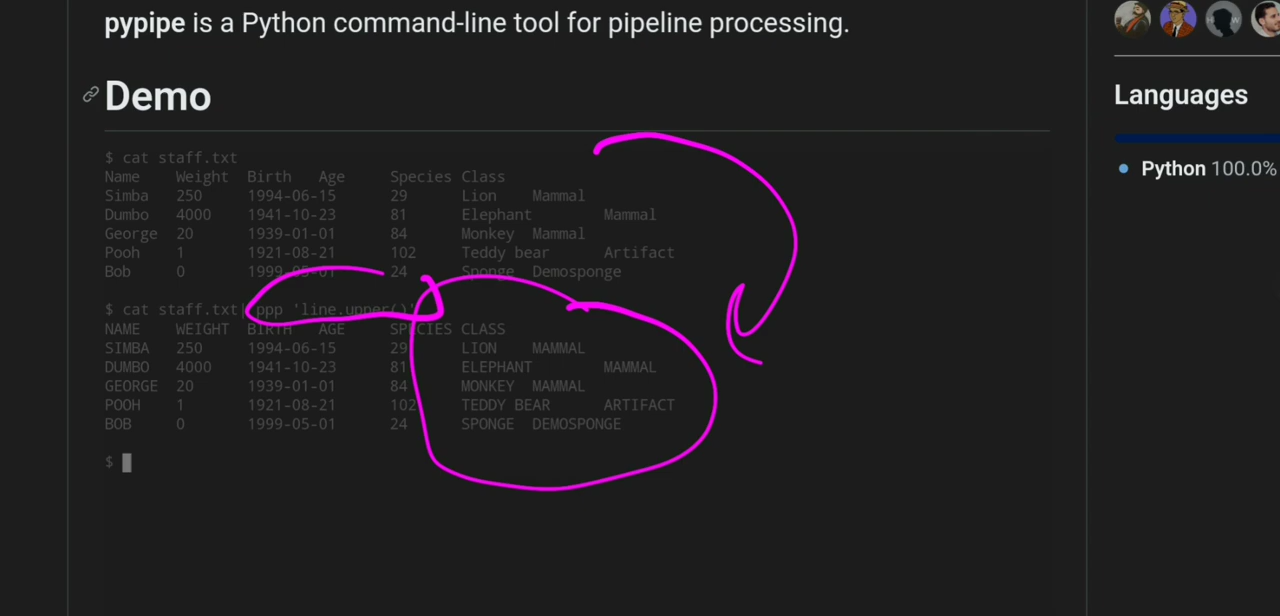 pypipe is a Python command-line tool for pipeline processing.
Demo
$ cat staff.txt
Name Weight Birth Age Species Class
Simba 250 1994-06-15 29 Lion Mammal
Dumbo 4000 1941-10-23 81 Elephant Mammal
George 20 1939-01-01 84 Monkey Mammal
Pooh 1 1921-08-21 102 Teddy bear Artifact
Bob 0 1999-05-01 24 Sponge Demosponge
$ cat staff.txt| ppp 'line.upper()'
NAME WEIGHT BIRTH AGE SPECIES CLASS
SIMBA 250 1994-06-15 29 LION MAMMAL
DUMBO 4000 1941-10-23 81 ELEPHANT MAMMAL
GEORGE 20 1939-01-01 84 MONKEY MAMMAL
POOH 1 1921-08-21 102 TEDDY BEAR ARTIFACT
BOB 0 1999-05-01 24 SPONGE DEMOSPONGE
$
Languages
Python 100.0%